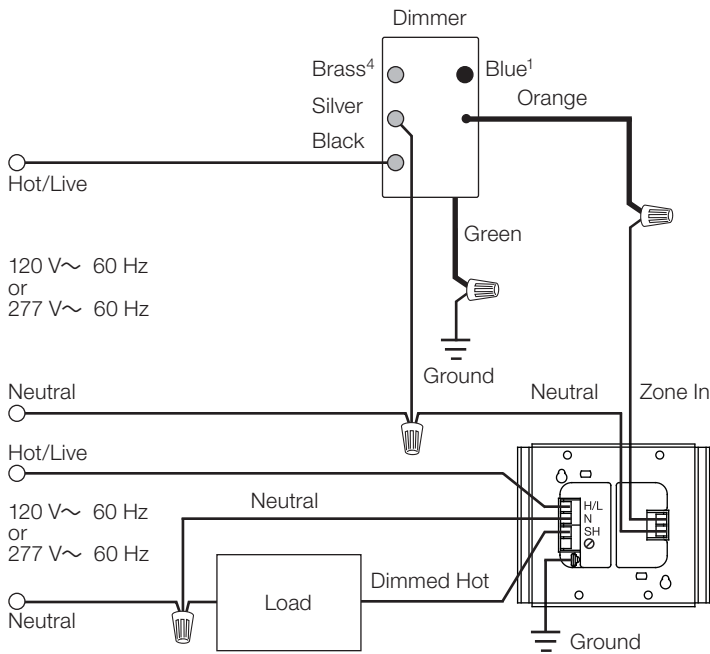 Dimmer
Brass⁴
Blue¹
Orange
Silver
Black
Hot/Live
Green
120 V～ 60 Hz
or
277 V～ 60 Hz
Ground
Neutral
Neutral
Zone In
Hot/Live
Neutral
120 V～ 60 Hz
or
277 V～ 60 Hz
H/L
N
SH
Load
Dimmed Hot
Neutral
Ground